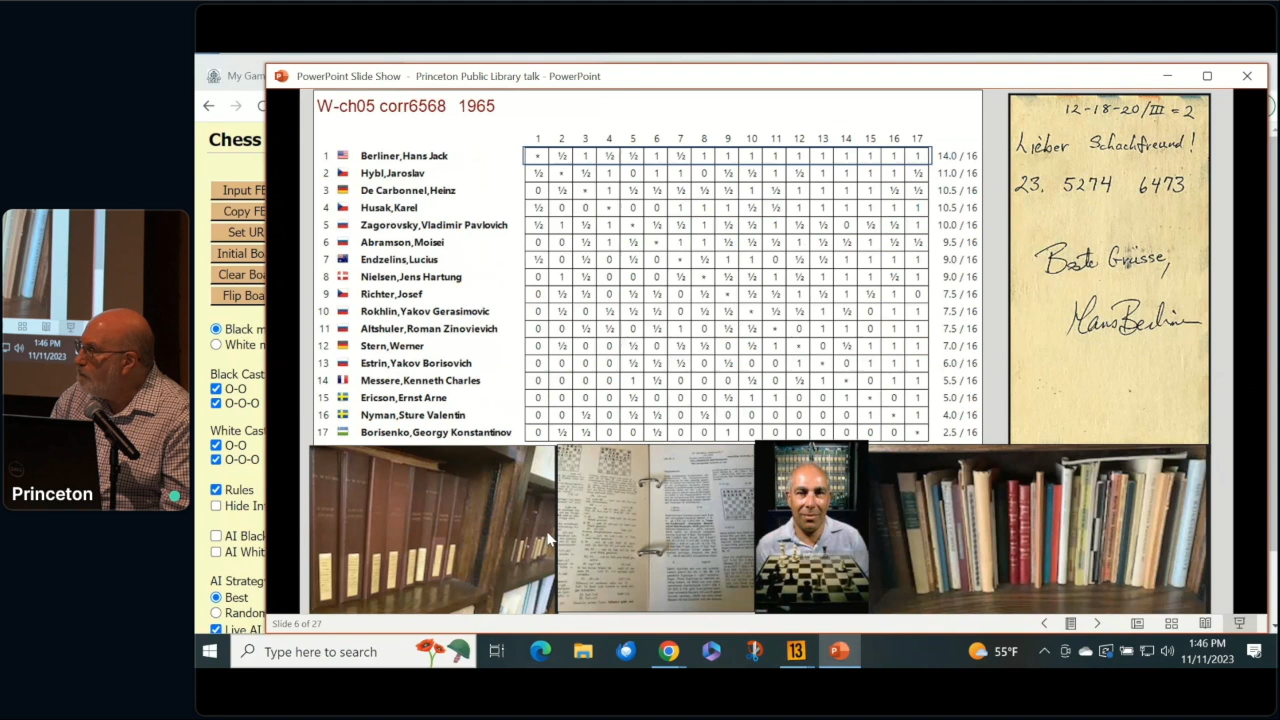 PowerPoint Slide Show - Princeton Public Library talk - PowerPoint
My Gam
Chess
Input FE
Copy FE
Set UR
Initial Boa
Clear Boa
Flip Boa
Black m
White m
Black Cast
O-O
O-O-O
White Cas
O-O
O-O-O
Rules
Hide Int
AI Black
AI Whit
AI Strateg
Best
Random
Live AI
W-ch05 corr6568 1965
1 2 3 4 5 6 7 8 9 10 11 12 13 14 15 16 17
1 Berliner,Hans Jack * ½ 1 ½ ½ 1 ½ 1 1 1 1 1 1 1 1 1 1 14.0 / 16
2 Hybl,Jaroslav ½ * ½ 1 0 1 1 0 ½ ½ 1 ½ 1 1 1 1 ½ 11.0 / 16
3 De Carbonnel,Heinz 0 ½ * 1 ½ ½ ½ ½ ½ 1 ½ 1 1 1 1 ½ ½ 10.5 / 16
4 Husak,Karel ½ 0 0 * 0 0 1 1 1 ½ ½ 1 1 1 1 1 1 10.5 / 16
5 Zagorovsky,Vladimir Pavlovich ½ 1 ½ 1 * ½ ½ 1 ½ ½ 1 ½ ½ 0 ½ ½ 1 10.0 / 16
6 Abramson,Moisei 0 0 ½ 1 ½ * 1 1 ½ ½ ½ 1 ½ ½ 1 ½ ½ 9.5 / 16
7 Endzelins,Lucius ½ 0 ½ 0 ½ 0 * ½ 1 1 0 ½ 1 1 1 1 1 9.0 / 16
8 Nielsen,Jens Hartung 0 1 ½ 0 0 0 ½ * ½ ½ 1 ½ 1 1 1 ½ 1 9.0 / 16
9 Richter,Josef 0 ½ ½ 0 ½ ½ 0 ½ * ½ ½ 1 ½ 1 ½ 1 0 7.5 / 16
10 Rokhlin,Yakov Gerasimovic 0 ½ 0 ½ ½ ½ 0 ½ ½ * ½ ½ 1 ½ 0 1 1 7.5 / 16
11 Altshuler,Roman Zinovievich 0 0 ½ ½ 0 ½ 1 0 ½ ½ * 0 1 1 0 1 1 7.5 / 16
12 Stern,Werner 0 ½ 0 0 ½ 0 ½ ½ 0 ½ 1 * 0 ½ 1 1 1 7.0 / 16
13 Estrin,Yakov Borisovich 0 0 0 0 ½ ½ 0 0 ½ 0 0 1 * 0 1 1 1 6.0 / 16
14 Messere,Kenneth Charles 0 0 0 0 1 ½ 0 0 0 ½ 0 ½ 1 * 0 1 1 5.5 / 16
15 Ericson,Ernst Arne 0 0 0 0 ½ 0 0 0 ½ 1 1 0 0 1 * 0 1 5.0 / 16
16 Nyman,Sture Valentin 0 0 ½ 0 ½ ½ 0 ½ 0 0 0 0 0 0 1 * 1 4.0 / 16
17 Borisenko,Georgy Konstantinov 0 ½ ½ 0 0 ½ 0 0 1 0 0 0 0 0 0 0 * 2.5 / 16
12-18-20/III = 2
Lieber Schachfreund!
23. 5274 6473
Beste Grüsse,
Hans Berliner
1:46 PM
11/11/2023
Princeton
Slide 6 of 27
Type here to search
13
55°F
1:46 PM
11/11/2023